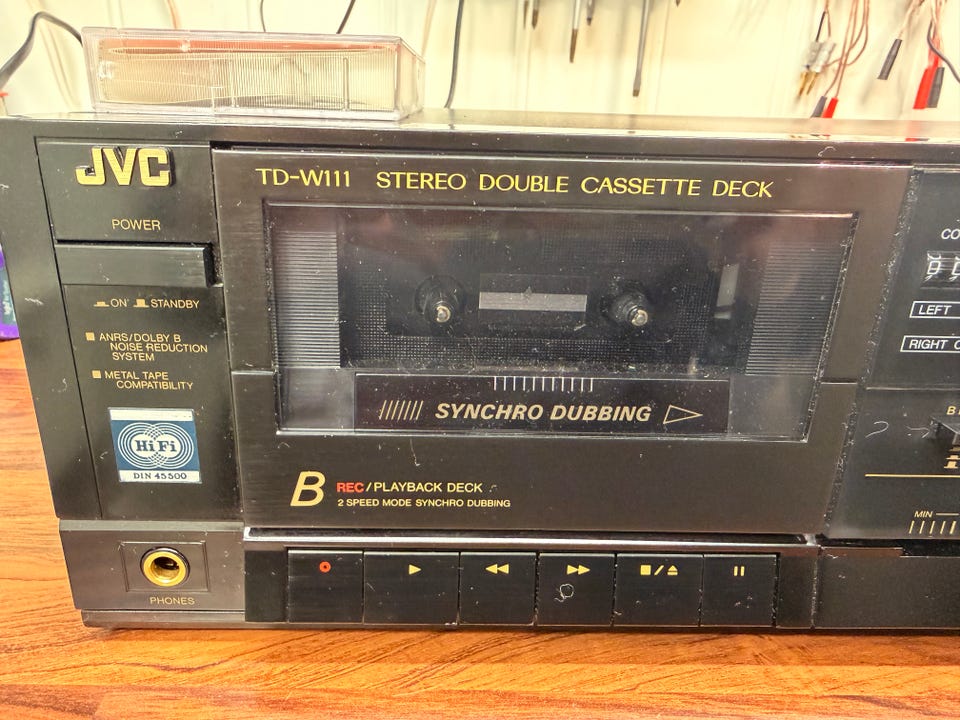 JVC
POWER
ON STANDBY
ANRS/DOLBY B
NOISE REDUCTION
SYSTEM
METAL TAPE
COMPATIBILITY
HiFi
DIN 45500
PHONES
TD-W111 STEREO DOUBLE CASSETTE DECK
SYNCHRO DUBBING
B REC/PLAYBACK DECK
2 SPEED MODE SYNCHRO DUBBING
LEFT
RIGHT
MIN